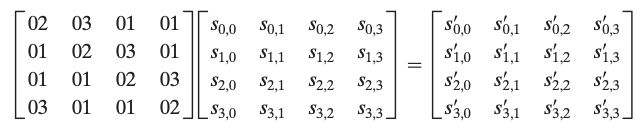 [02 03 01 01] [s0,0 s0,1 s0,2 s0,3] [s′0,0 s′0,1 s′0,2 s′0,3]
[01 02 03 01] [s1,0 s1,1 s1,2 s1,3] = [s′1,0 s′1,1 s′1,2 s′1,3]
[01 01 02 03] [s2,0 s2,1 s2,2 s2,3] [s′2,0 s′2,1 s′2,2 s′2,3]
[03 01 01 02] [s3,0 s3,1 s3,2 s3,3] [s′3,0 s′3,1 s′3,2 s′3,3]